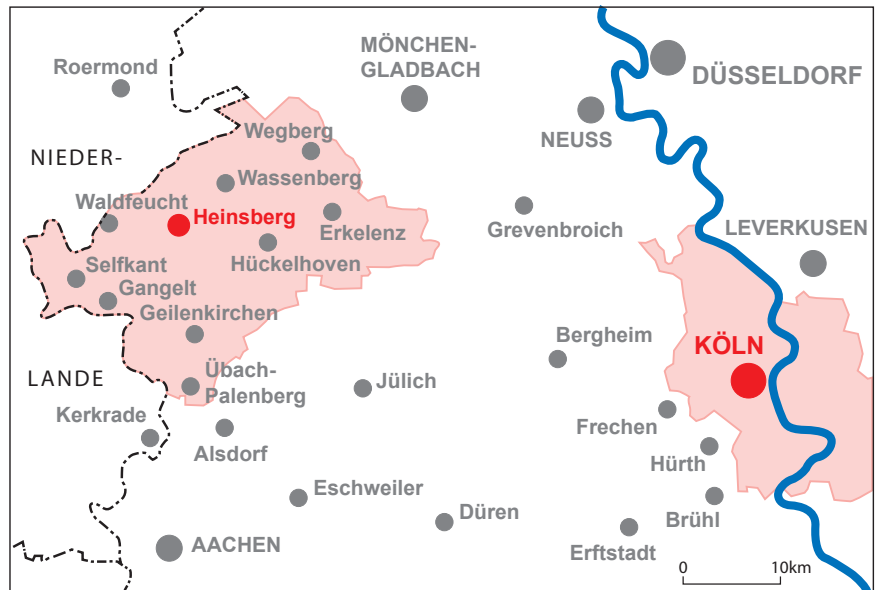 MÖNCHEN-
GLADBACH
Roermond
DÜSSELDORF
Wegberg
NEUSS
NIEDER-
Wassenberg
Waldfeucht
Heinsberg
Erkelenz
Grevenbroich
LEVERKUSEN
Hückelhoven
Selfkant
Gangelt
Geilenkirchen
Bergheim
KÖLN
LANDE
Übach-
Palenberg
Jülich
Kerkrade
Frechen
Alsdorf
Hürth
Eschweiler
Düren
Brühl
AACHEN
Erftstadt
0 10km